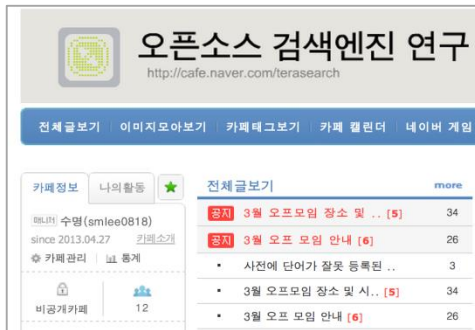 오픈소스 검색엔진 연구
http://cafe.naver.com/terasearch
전체글보기 이미지모아보기 카페태그보기 카페 캘린더 네이버 게임
카페정보 나의활동
매니저 수명(smlee0818)
since 2013.04.27 카페소개
카페관리 통계
비공개카페 12
전체글보기 more
공지 3월 오프모임 장소 및 .. [5] 34
공지 3월 오프 모임 안내 [6] 26
사전에 단어가 잘못 등록된 .. 3
3월 오프모임 장소 및 시.. [5] 34
3월 오프 모임 안내 [6] 26